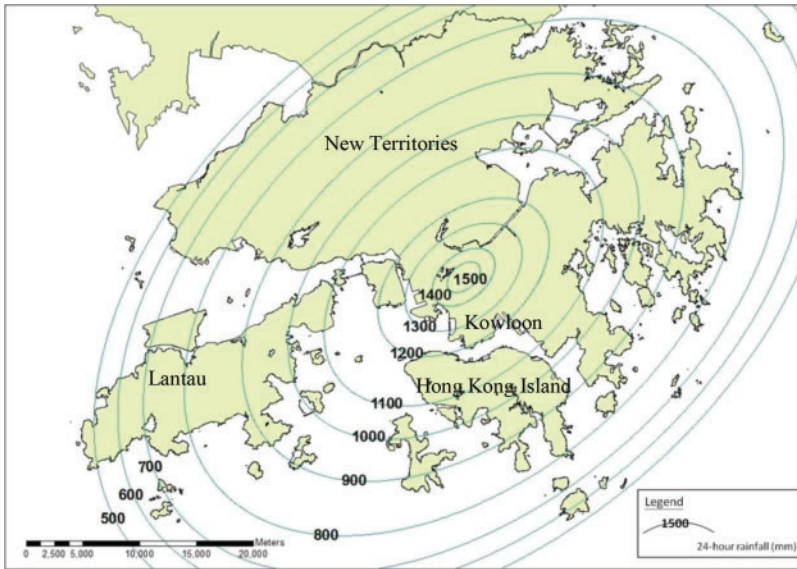 New Territories
1500
1400
1300
Kowloon
1200
Lantau
Hong Kong Island
1100
1000
900
700
600
500
800
0 2,500 5,000 10,000 15,000 20,000
Meters
Legend
1500
24-hour rainfall (mm)